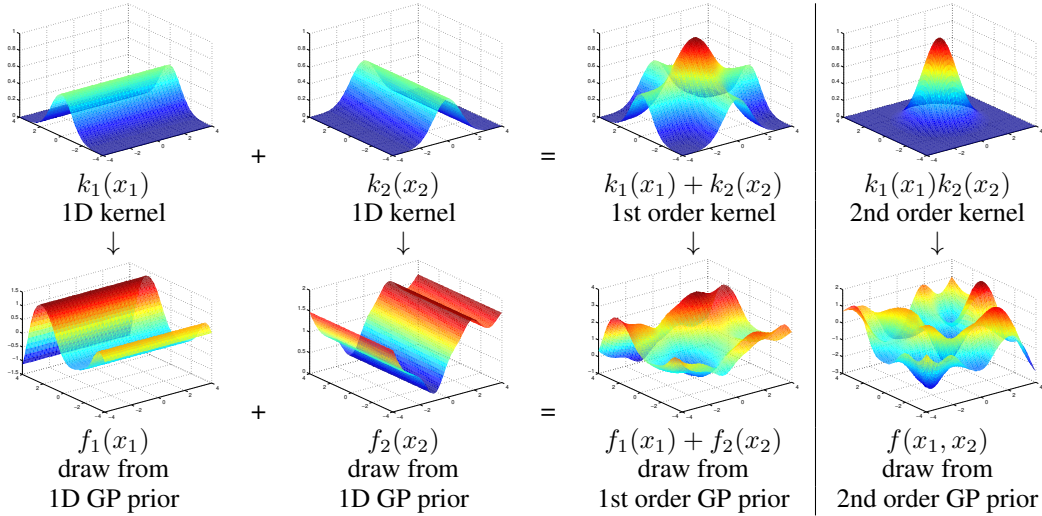 k₁(x₁)
1D kernel
↓
+
k₂(x₂)
1D kernel
↓
=
k₁(x₁) + k₂(x₂)
1st order kernel
↓
k₁(x₁)k₂(x₂)
2nd order kernel
↓
f₁(x₁)
draw from
1D GP prior
+
f₂(x₂)
draw from
1D GP prior
=
f₁(x₁) + f₂(x₂)
draw from
1st order GP prior
f(x₁, x₂)
draw from
2nd order GP prior